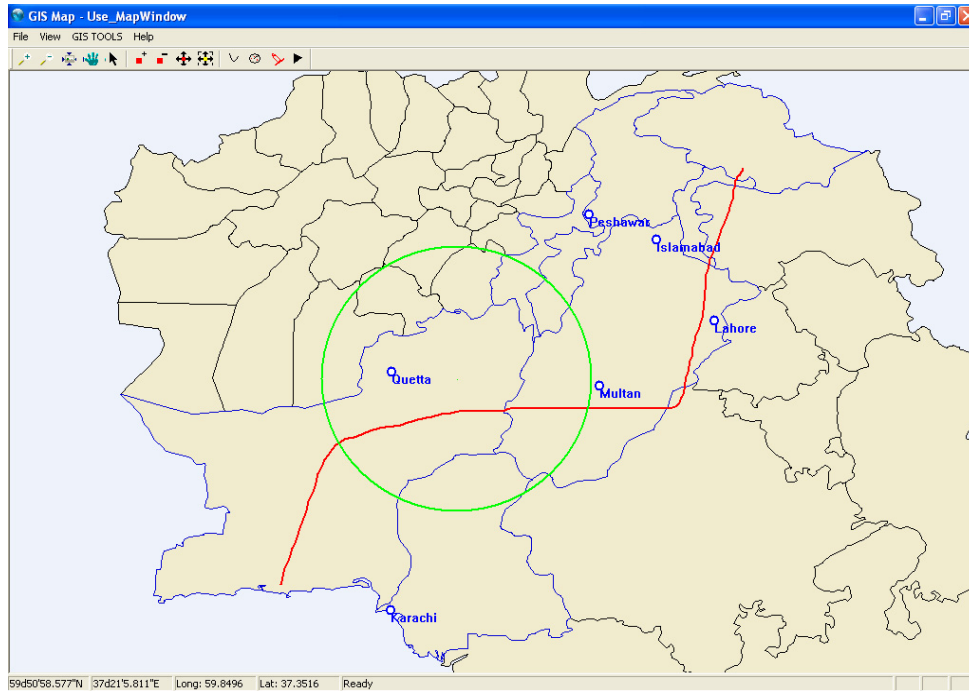 GIS Map - Use_MapWindow
File View GIS TOOLS Help
Peshawar
Islamabad
Lahore
Quetta
Multan
Karachi
59d50'58.577"N 37d21'5.811"E Long: 59.8496 Lat: 37.3516 Ready